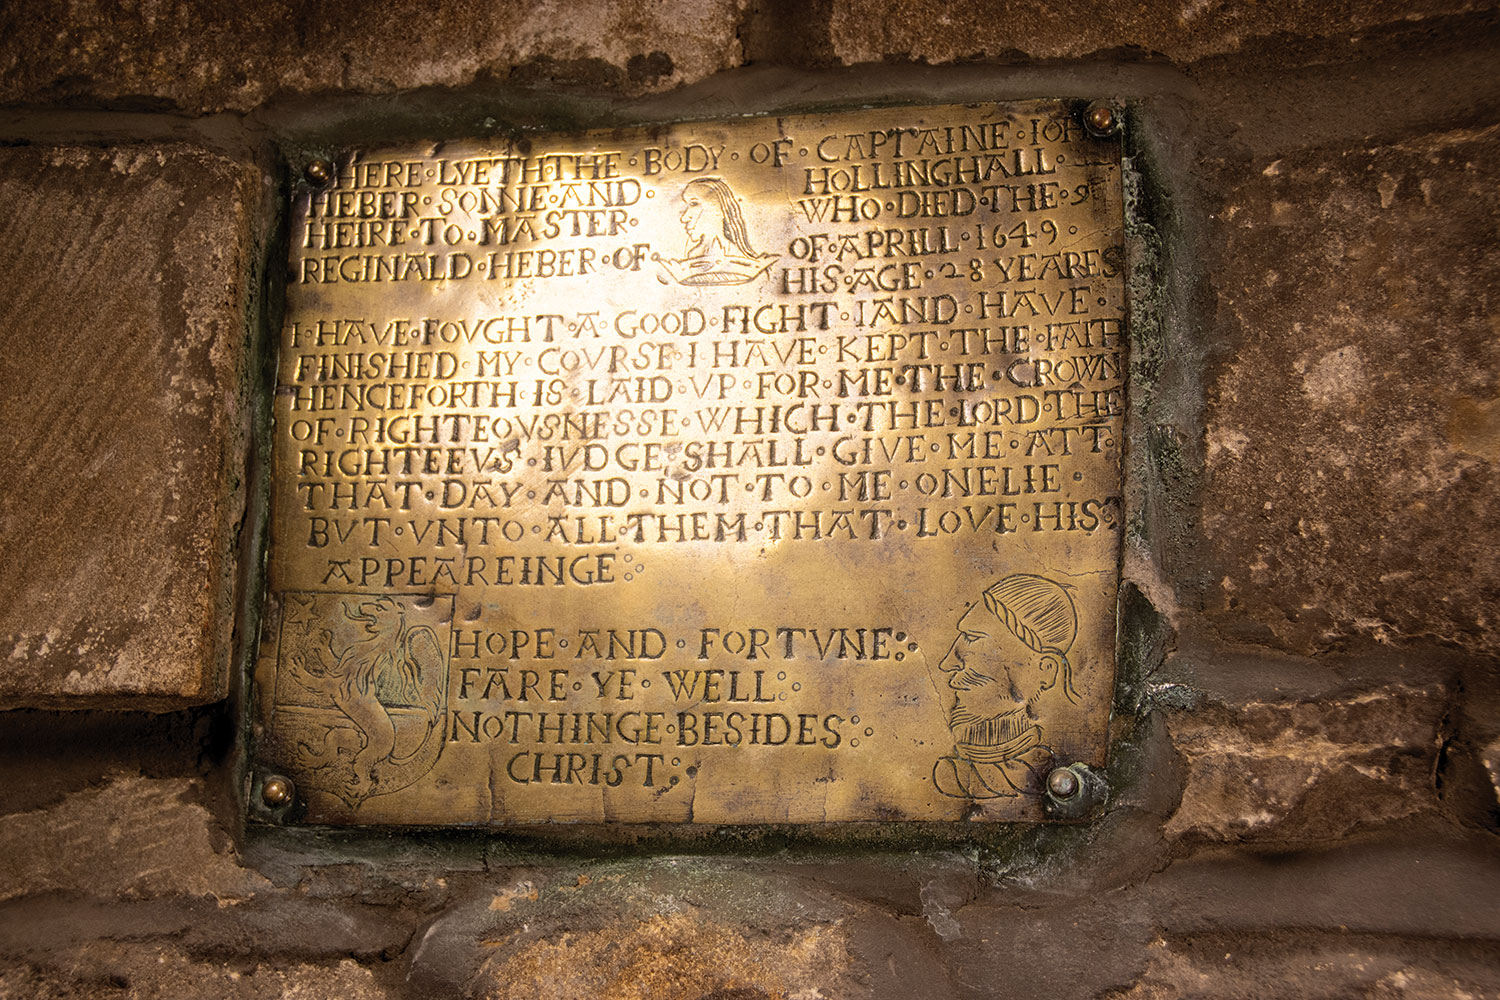 HERE·LYETH·THE·BODY·OF·CAPTAINE·IOH
HEBER·SONNE·AND·
HEIRE·TO·MASTER·
REGINALD·HEBER·OF·
HOLLINGHALL·
WHO·DIED·THE·9
OF·APRILL·1649·
HIS·AGE·28 YEARES
I·HAVE·FOVGHT·A·GOOD·FIGHT·IAND·HAVE·
FINISHED·MY·COVRSE·I·HAVE·KEPT·THE·FAITH
HENCEFORTH·IS·LAID·VP·FOR·ME·THE·CROWN
OF·RIGHTEOVSNESSE·WHICH·THE·LORD·THE
RIGHTEEVS·IVDGE·SHALL·GIVE·ME·ATT·
THAT·DAY·AND·NOT·TO·ME·ONELIE·
BVT·VNTO·ALL·THEM·THAT·LOVE·HIS:
APPEAREINGE:·
HOPE·AND·FORTVNE:·
FARE·YE·WELL:·
NOTHINGE·BESIDES:·
CHRIST:·